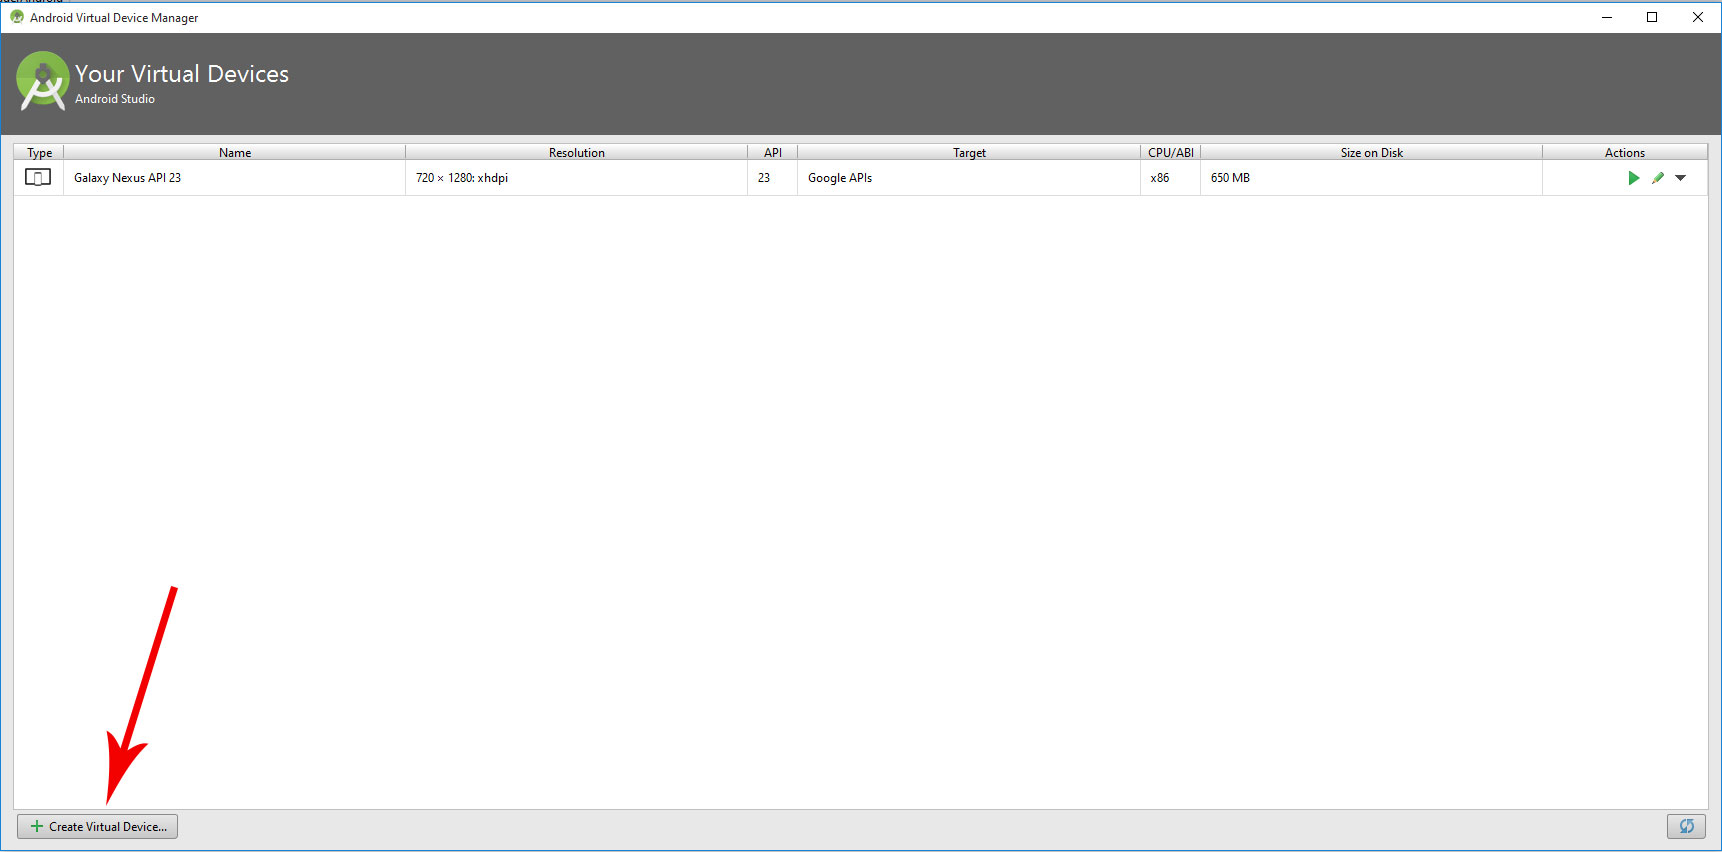 Android Virtual Device Manager
Your Virtual Devices
Android Studio
Type Name Resolution API Target CPU/ABI Size on Disk Actions
Galaxy Nexus API 23 720 × 1280: xhdpi 23 Google APIs x86 650 MB
Create Virtual Device...